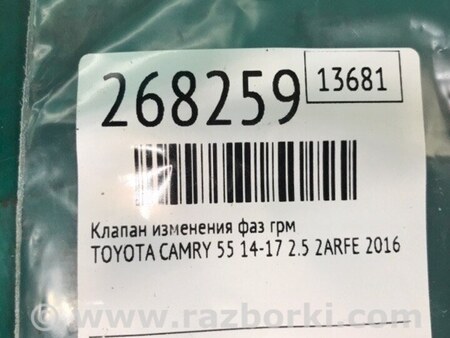 268259
13681
Клапан изменения фаз грм
TOYOTA CAMRY 55 14-17 2.5 2ARFE 2016
www.razborki.com